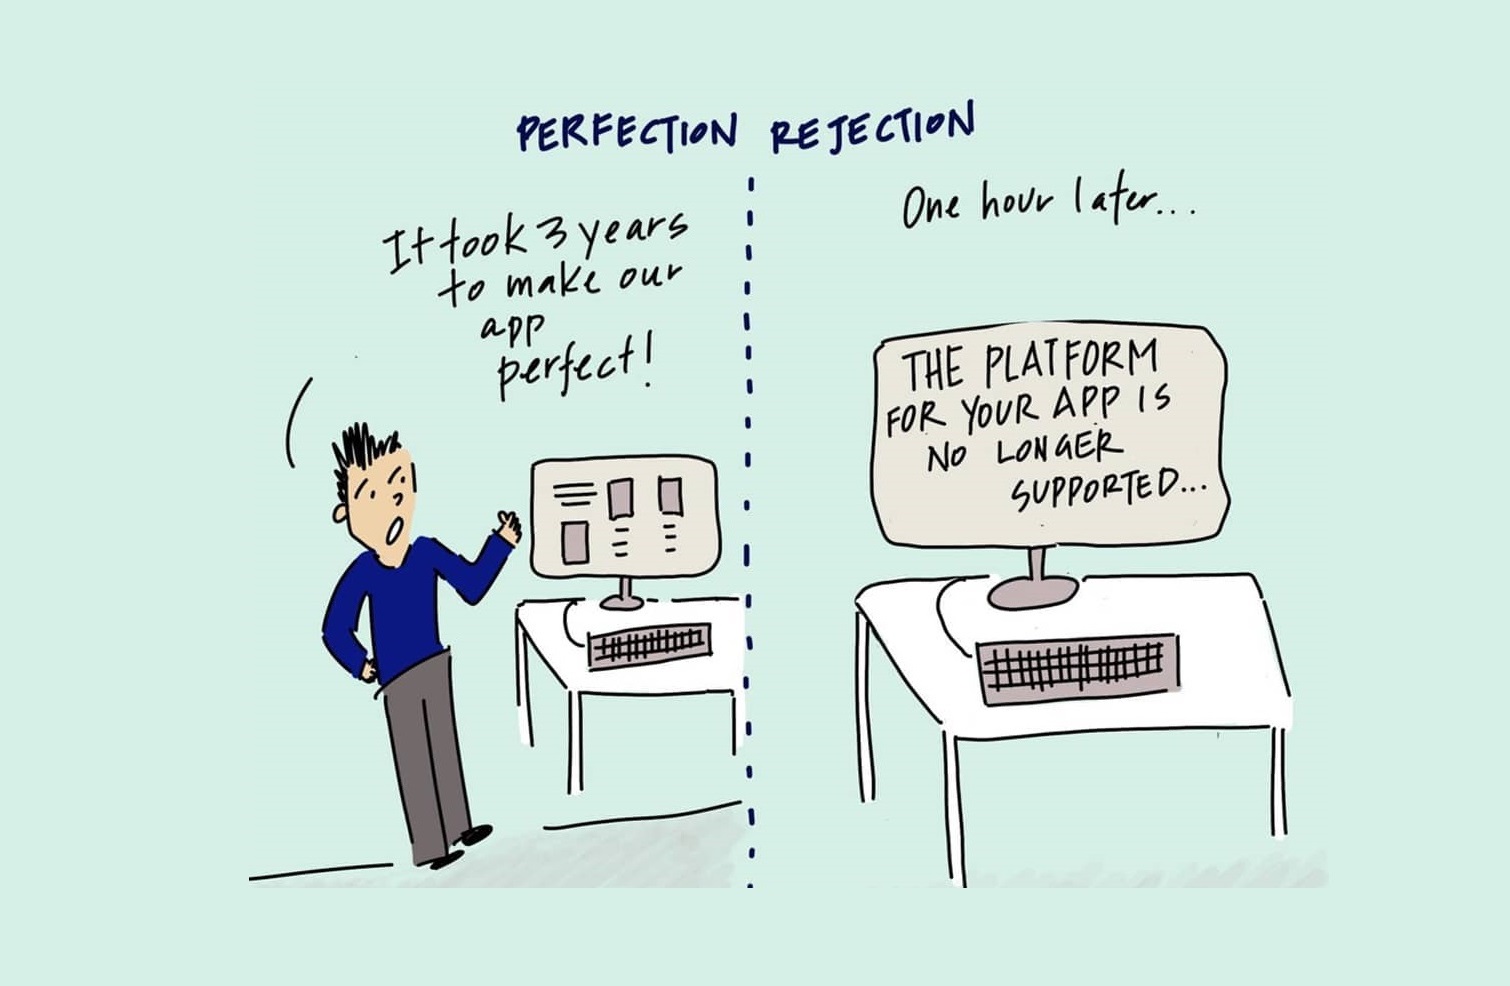 PERFECTION REJECTION
It took 3 years
to make our
app
perfect!
One hour later...
THE PLATFORM
FOR YOUR APP IS
NO LONGER
SUPPORTED...